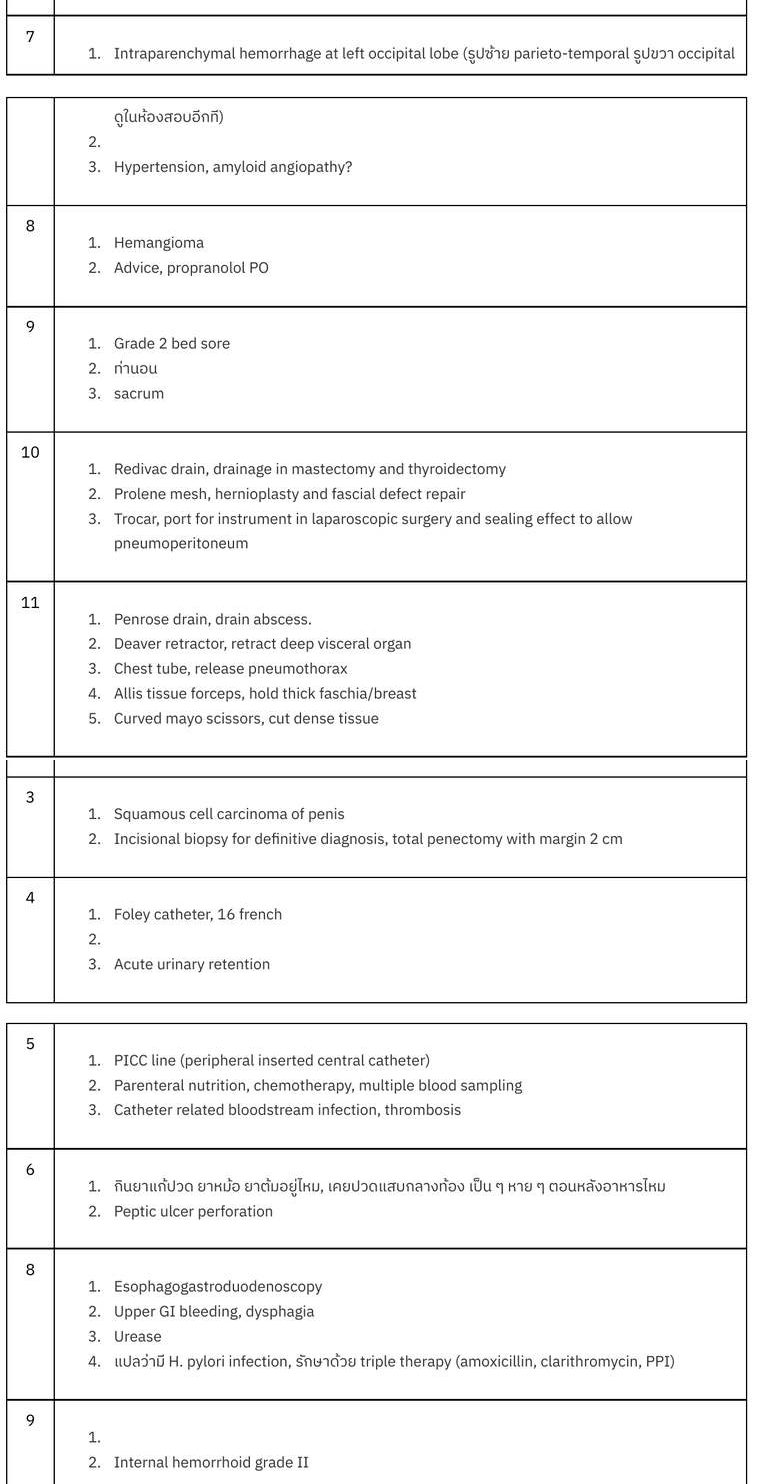 7
1. Intraparenchymal hemorrhage at left occipital lobe (รูปซ้าย parieto-temporal รูปขวา occipital
ดูในห้องสอบอีกที)
2.
3. Hypertension, amyloid angiopathy?
8
1. Hemangioma
2. Advice, propranolol PO
9
1. Grade 2 bed sore
2. ท่านอน
3. sacrum
10
1. Redivac drain, drainage in mastectomy and thyroidectomy
2. Prolene mesh, hernioplasty and fascial defect repair
3. Trocar, port for instrument in laparoscopic surgery and sealing effect to allow
pneumoperitoneum
11
1. Penrose drain, drain abscess.
2. Deaver retractor, retract deep visceral organ
3. Chest tube, release pneumothorax
4. Allis tissue forceps, hold thick faschia/breast
5. Curved mayo scissors, cut dense tissue
3
1. Squamous cell carcinoma of penis
2. Incisional biopsy for definitive diagnosis, total penectomy with margin 2 cm
4
1. Foley catheter, 16 french
2.
3. Acute urinary retention
5
1. PICC line (peripheral inserted central catheter)
2. Parenteral nutrition, chemotherapy, multiple blood sampling
3. Catheter related bloodstream infection, thrombosis
6
1. กินยาแก้ปวด ยาหม้อ ยาต้มอยู่ไหม, เคยปวดแสบกลางท้อง เป็น ๆ หาย ๆ ตอนหลังอาหารไหม
2. Peptic ulcer perforation
8
1. Esophagogastroduodenoscopy
2. Upper GI bleeding, dysphagia
3. Urease
4. แปลว่ามี H. pylori infection, รักษาด้วย triple therapy (amoxicillin, clarithromycin, PPI)
9
1.
2. Internal hemorrhoid grade II